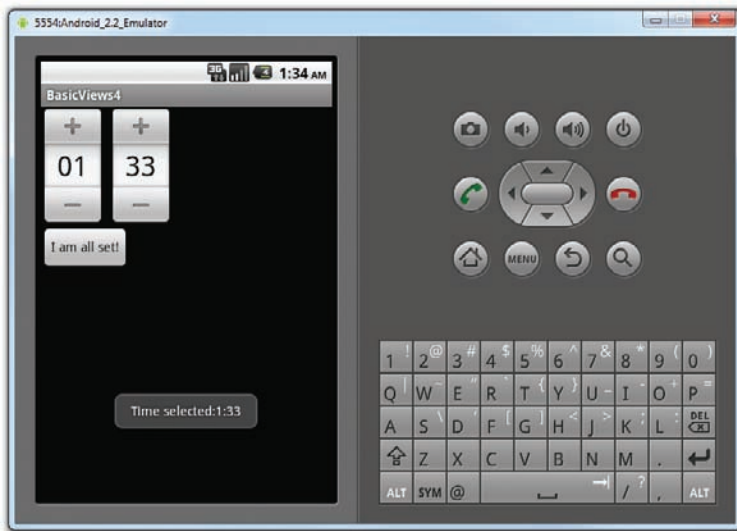 5554:Android_2.2_Emulator
3G 1:34 AM
BasicViews4
+ +
01 33
— —
I am all set!
Time selected:1:33
MENU
1 ! 2 @ 3 # 4 $ 5 % 6 ^ 7 & 8 * 9 ( 0 )
Q | W ~ E " R ` T { Y } U _ I - O + P =
A S \ D ' F [ G ] H < J > K ; L : DEL
Z X C V B N M .
ALT SYM @ / ? , ALT